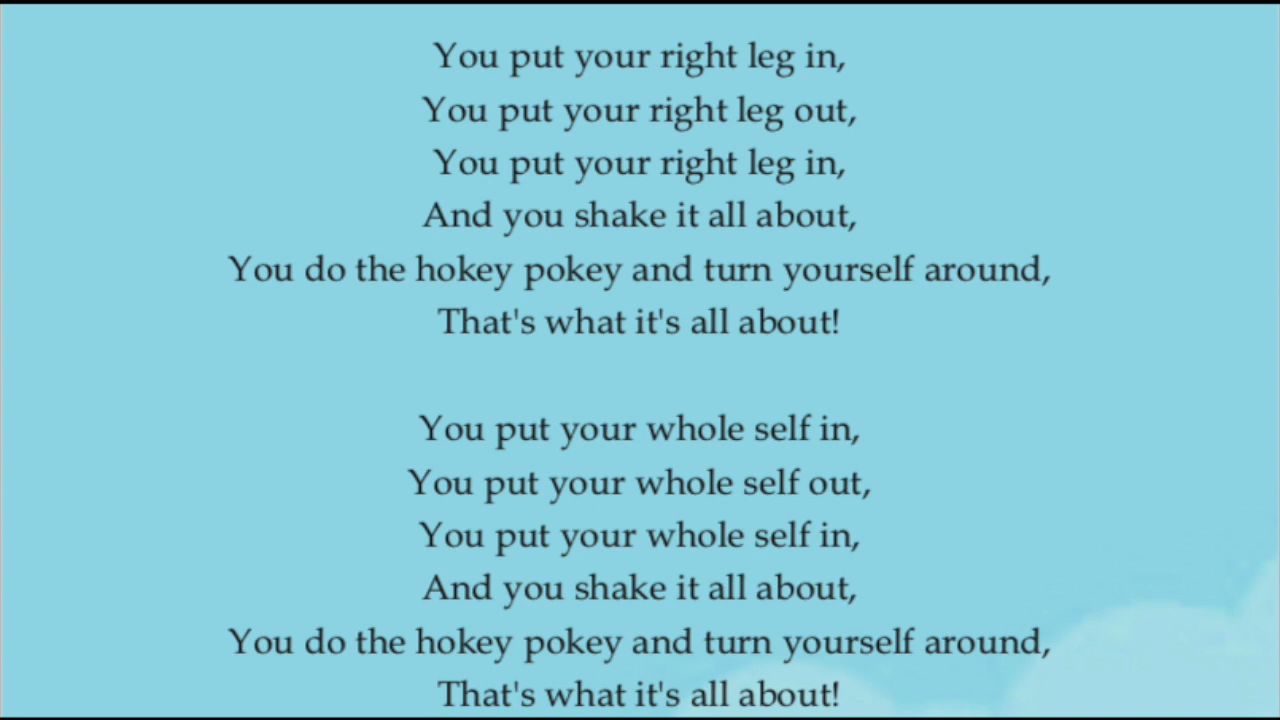 You put your right leg in,
You put your right leg out,
You put your right leg in,
And you shake it all about,
You do the hokey pokey and turn yourself around,
That's what it's all about!

You put your whole self in,
You put your whole self out,
You put your whole self in,
And you shake it all about,
You do the hokey pokey and turn yourself around,
That's what it's all about!